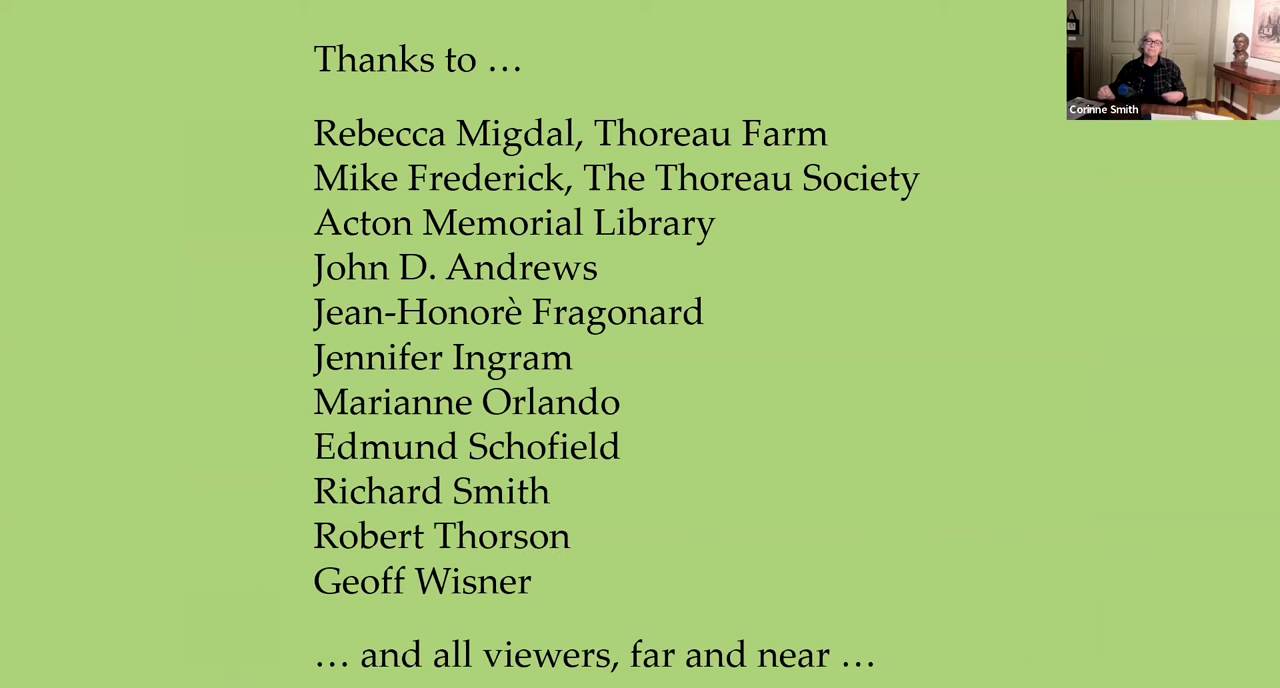 Thanks to …
Rebecca Migdal, Thoreau Farm
Mike Frederick, The Thoreau Society
Acton Memorial Library
John D. Andrews
Jean-Honorè Fragonard
Jennifer Ingram
Marianne Orlando
Edmund Schofield
Richard Smith
Robert Thorson
Geoff Wisner
… and all viewers, far and near …
Corinne Smith